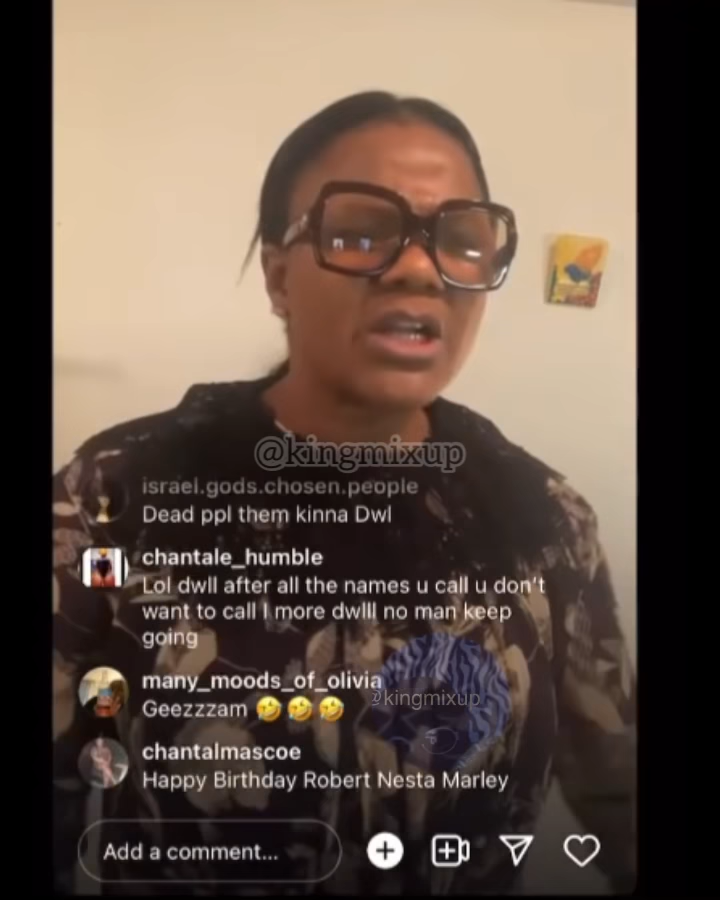 @kingmixup
israel.gods.chosen.people
Dead ppl them kinna Dwl
chantale_humble
Lol dwll after all the names u call u don't
want to call I more dwlll no man keep
going
many_moods_of_olivia
@kingmixup
Geezzzam 🤣🤣🤣
chantalmascoe
Happy Birthday Robert Nesta Marley
Add a comment...